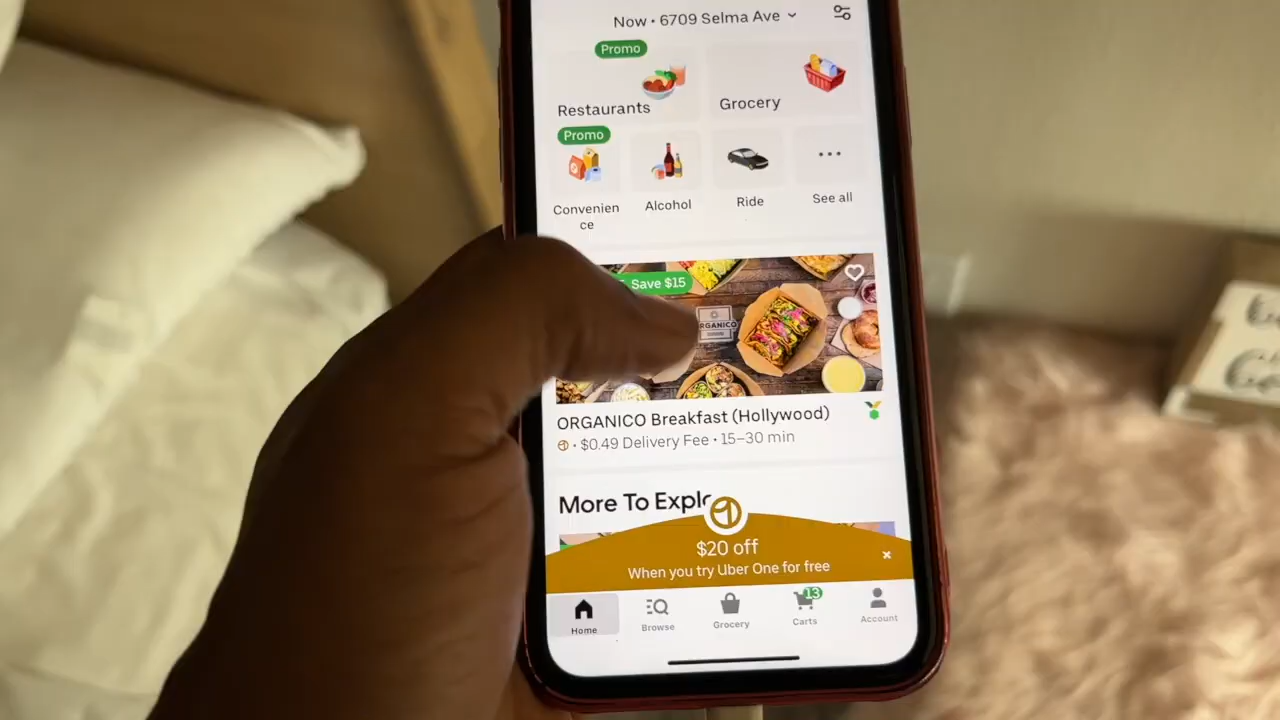 Now • 6709 Selma Ave
Promo
Restaurants
Grocery
Promo
Convenien
ce
Alcohol
Ride
See all
Save $15
RGANICO
ORGANICO Breakfast (Hollywood)
• $0.49 Delivery Fee • 15–30 min
More To Explo
$20 off
When you try Uber One for free
13
Home
Browse
Grocery
Carts
Account